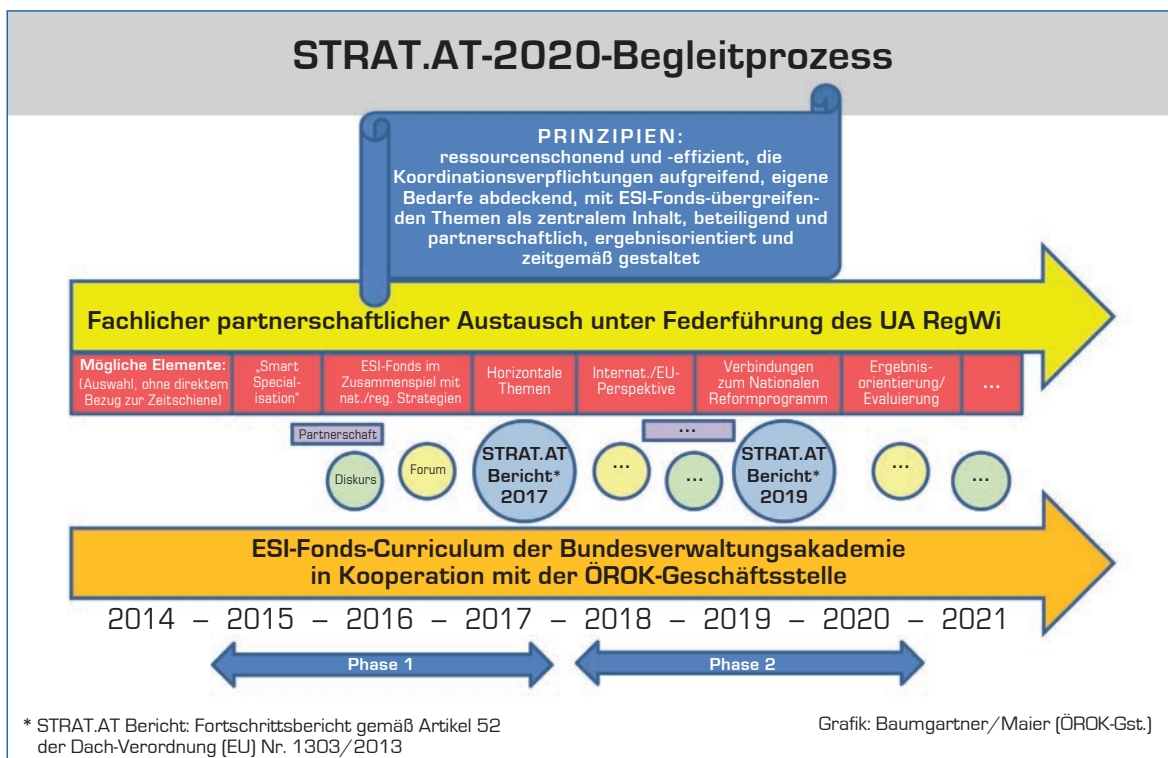 STRAT.AT-2020-Begleitprozess
PRINZIPIEN:
ressourcenschonend und -effizient, die
Koordinationsverpflichtungen aufgreifend, eigene
Bedarfe abdeckend, mit ESI-Fonds-übergreifen-
den Themen als zentralem Inhalt, beteiligend und
partnerschaftlich, ergebnisorientiert und
zeitgemäß gestaltet
Fachlicher partnerschaftlicher Austausch unter Federführung des UA RegWi
Mögliche Elemente:
(Auswahl, ohne direktem
Bezug zur Zeitschiene)
„Smart
Special-
isation“
ESI-Fonds im
Zusammenspiel mit
nat./reg. Strategien
Horizontale
Themen
Internat./EU-
Perspektive
Verbindungen
zum Nationalen
Reformprogramm
Ergebnis-
orientierung/
Evaluierung
...
Partnerschaft
Diskurs
Forum
STRAT.AT
Bericht*
2017
...
...
...
STRAT.AT
Bericht*
2019
...
...
ESI-Fonds-Curriculum der Bundesverwaltungsakademie
in Kooperation mit der ÖROK-Geschäftsstelle
2014 – 2015 – 2016 – 2017 – 2018 – 2019 – 2020 – 2021
Phase 1
Phase 2
* STRAT.AT Bericht: Fortschrittsbericht gemäß Artikel 52
der Dach-Verordnung (EU) Nr. 1303/2013
Grafik: Baumgartner/Maier (ÖROK-Gst.)